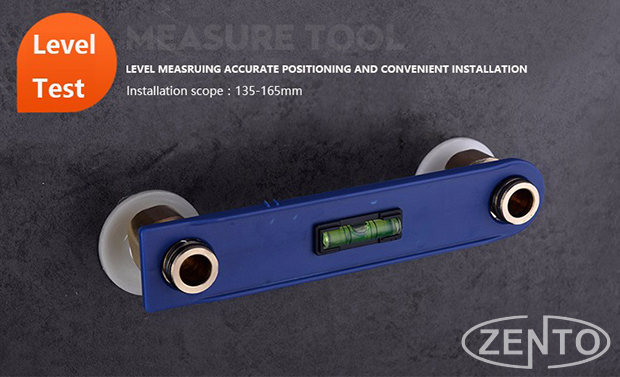 Level
Test
MEASURE TOOL
LEVEL MEASRUING ACCURATE POSITIONING AND CONVENIENT INSTALLATION
Installation scope : 135-165mm
ZENTO